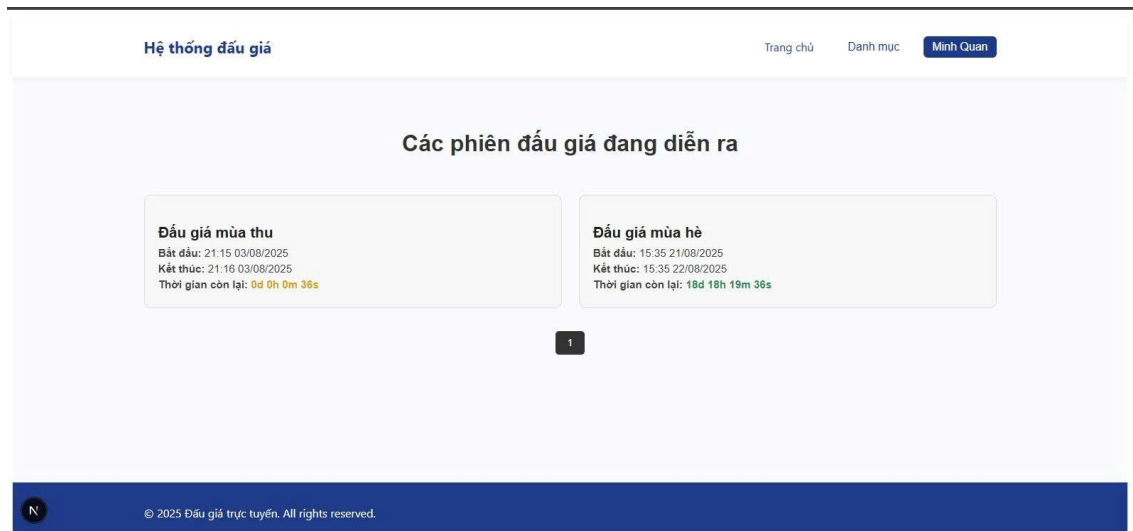 Hệ thống đấu giá
Trang chủ
Danh mục
Minh Quan
Các phiên đấu giá đang diễn ra
Đấu giá mùa thu
Bắt đầu: 21:15 03/08/2025
Kết thúc: 21:16 03/08/2025
Thời gian còn lại: 0d 0h 0m 36s
Đấu giá mùa hè
Bắt đầu: 15:35 21/08/2025
Kết thúc: 15:35 22/08/2025
Thời gian còn lại: 18d 18h 19m 36s
1
N
© 2025 Đấu giá trực tuyến. All rights reserved.